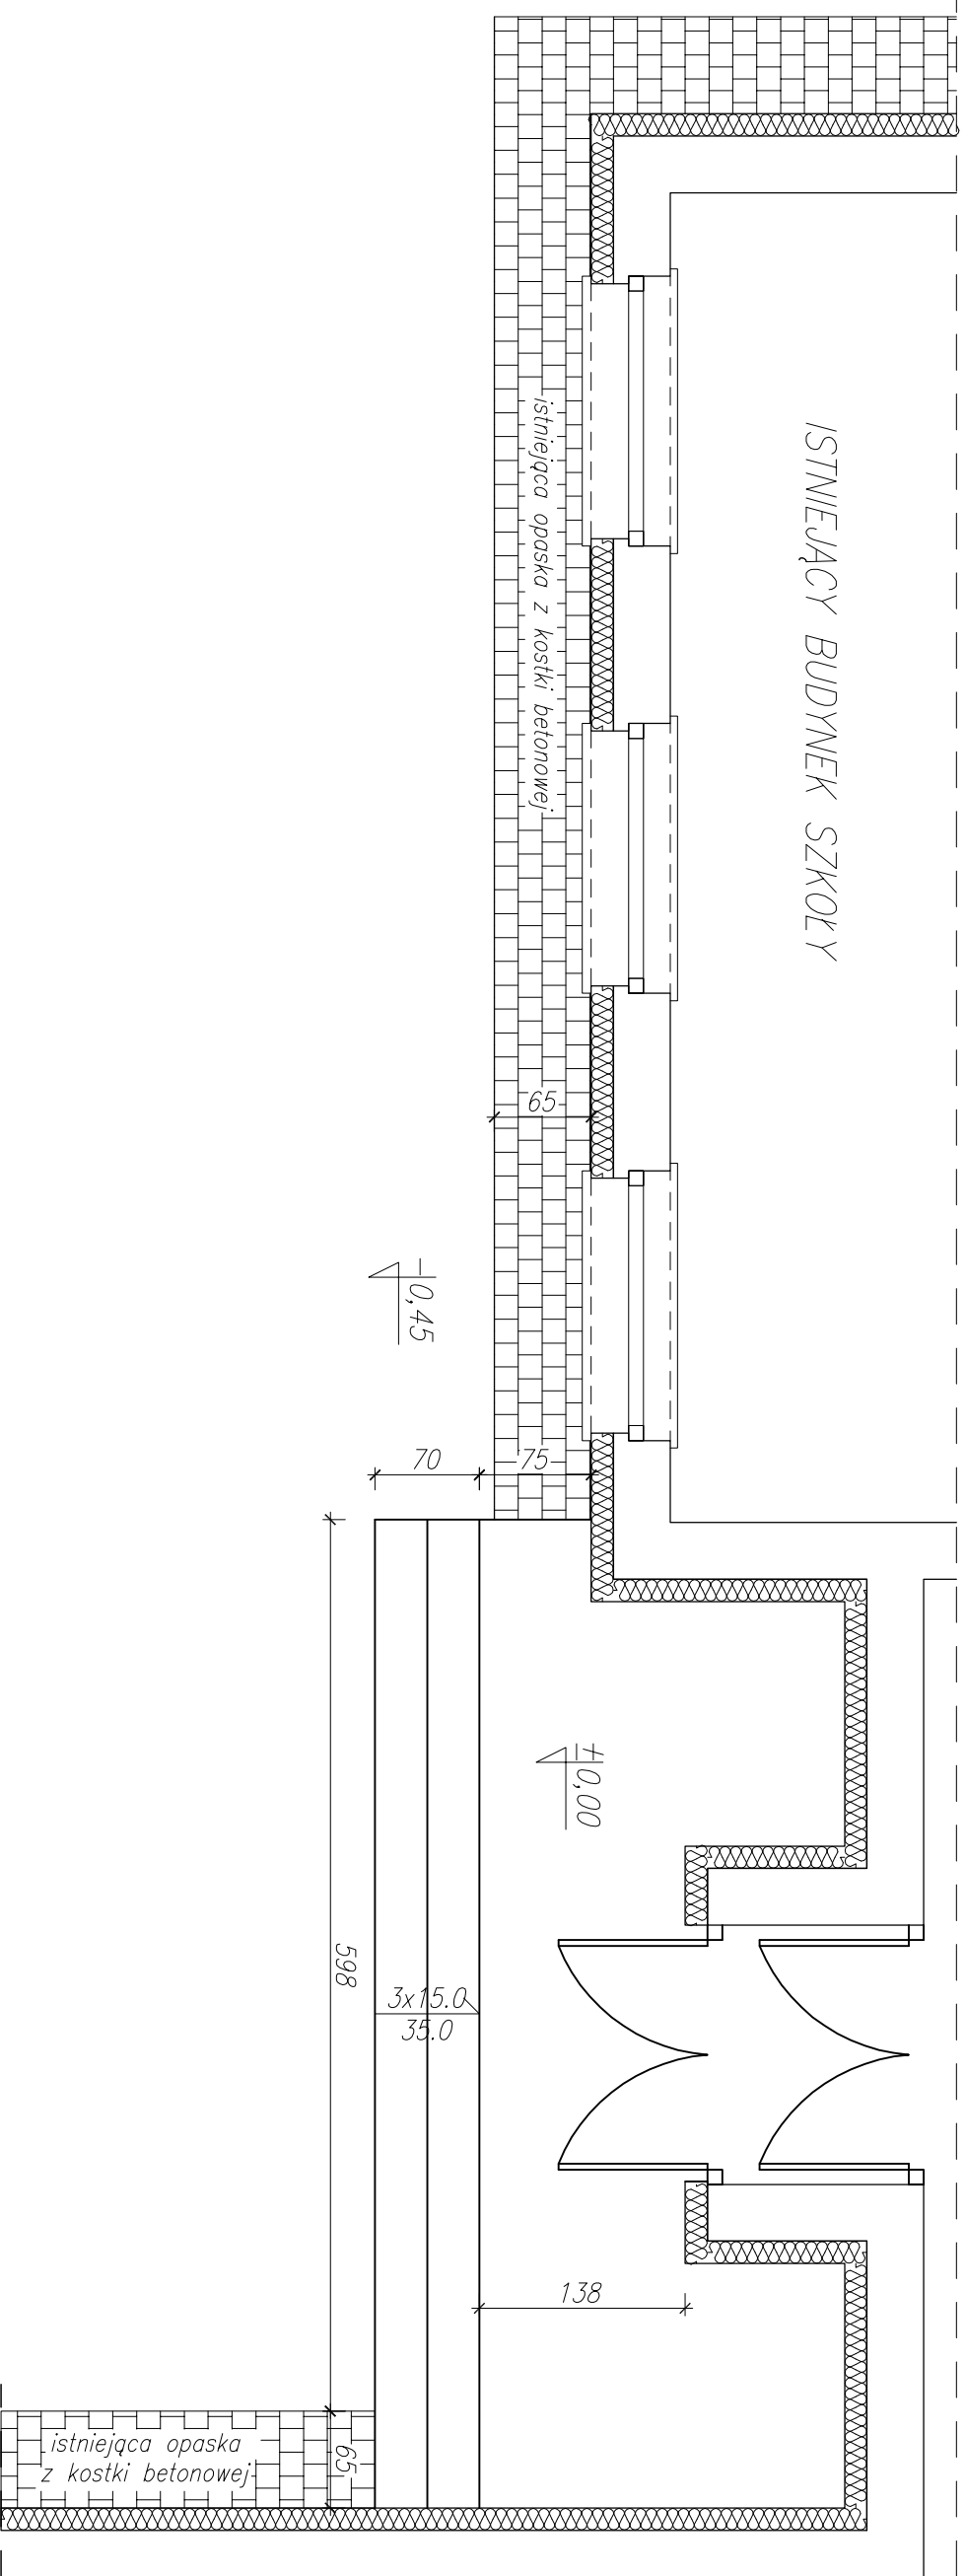 ISTNIEJĄCY BUDYNEK SZKOŁY
istniejąca opaska z kostki betonowej
65
-0,45
70
75
±0,00
598
3x15.0
35.0
138
65
istniejąca opaska
z kostki betonowej